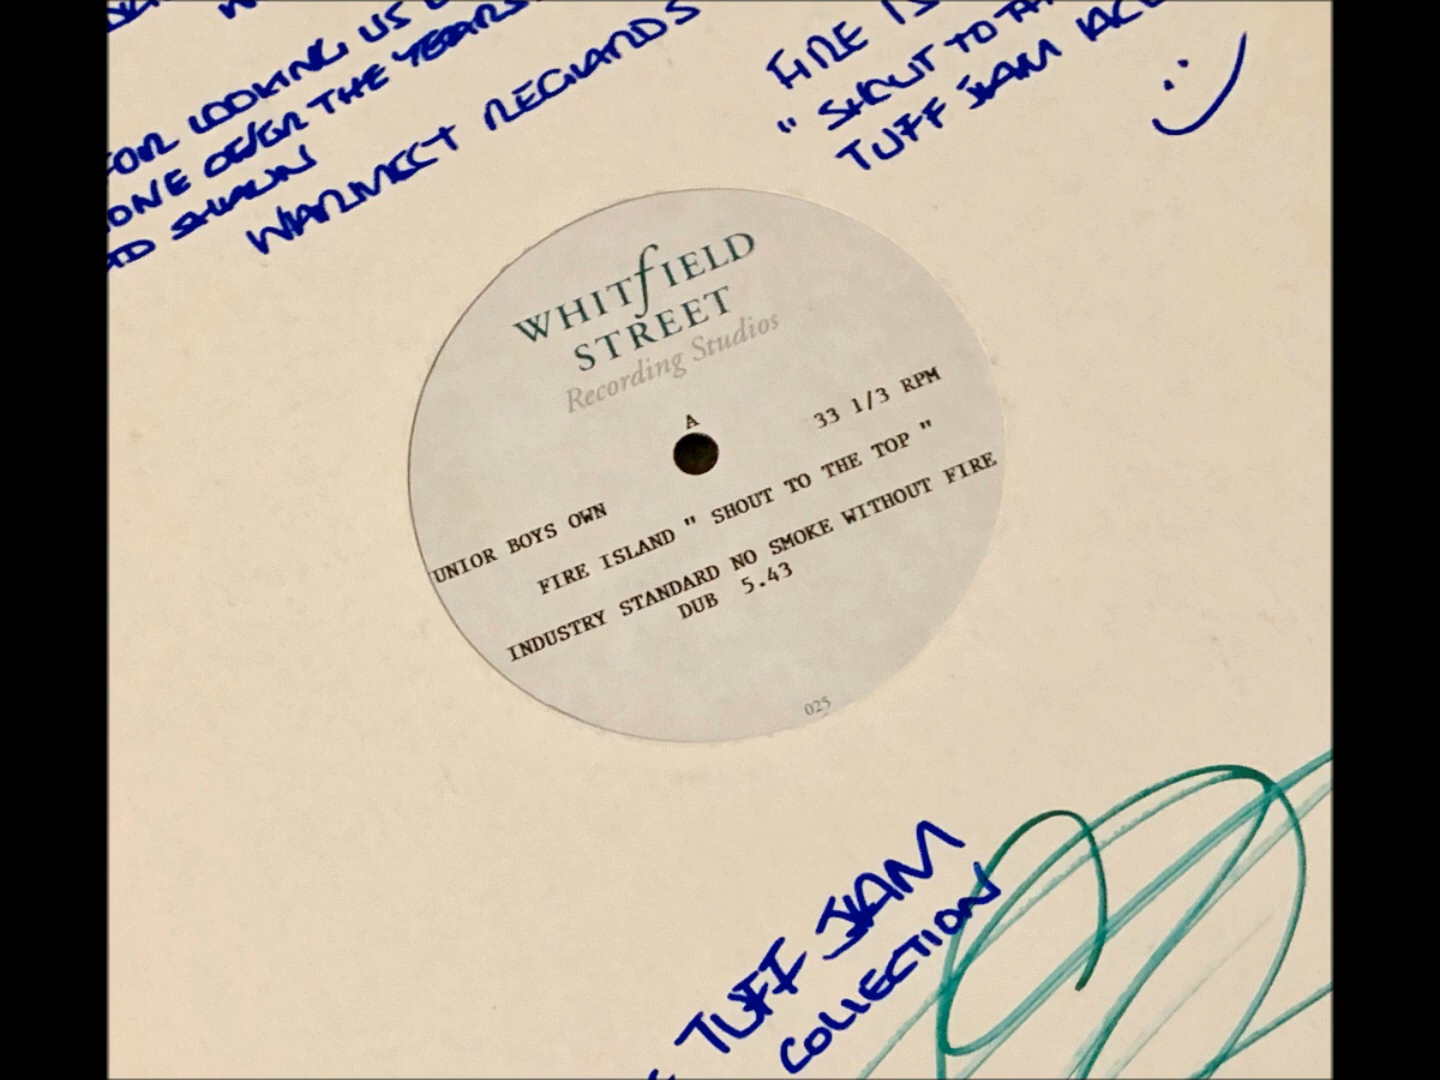 FOR LOOKING US
ONE OVER THE YEARS
SHAUN
WARMEST REGARDS
FIRE IS
"SHOUT TO TH
TUFF JAM
:)
WHITFIELD
STREET
Recording Studios
A
33 1/3 RPM
UNIOR BOYS OWN
FIRE ISLAND " SHOUT TO THE TOP "
INDUSTRY STANDARD NO SMOKE WITHOUT FIRE
DUB 5.43
025
TUFF JAM
COLLECTION